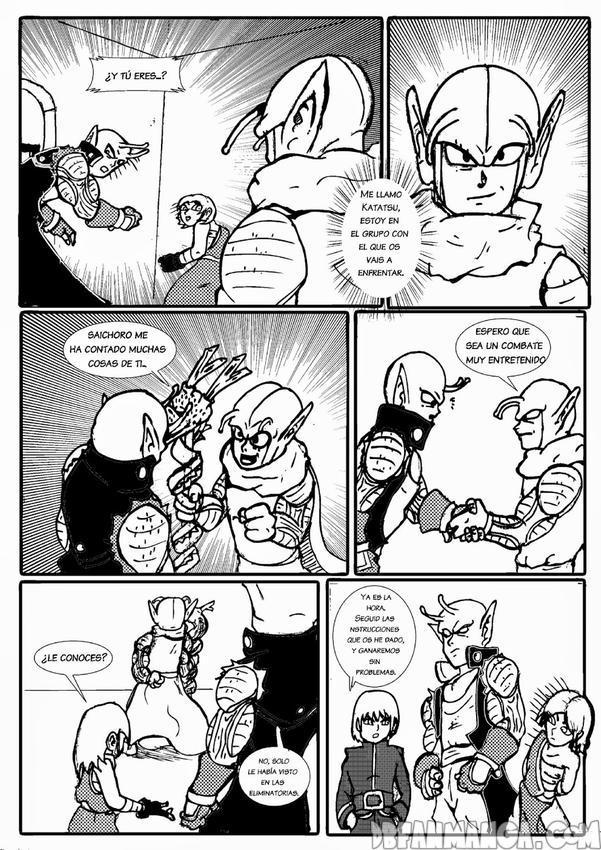 ¿Y TÚ ERES...?
ME LLAMO
KATATSU,
ESTOY EN
EL GRUPO CON
EL QUE OS
VAIS A
ENFRENTAR.
SAICHORO ME
HA CONTADO MUCHAS
COSAS DE TI...
ESPERO QUE
SEA UN COMBATE
MUY ENTRETENIDO
¿LE CONOCES?
NO, SOLO
LE HABÍA VISTO
EN LAS
ELIMINATORIAS.
YA ES LA
HORA.
SEGUID LAS
NSTRUCCIONES
QUE OS HE DADO,
Y GANAREMOS
SIN
PROBLEMAS.
DBFANMANGA.COM